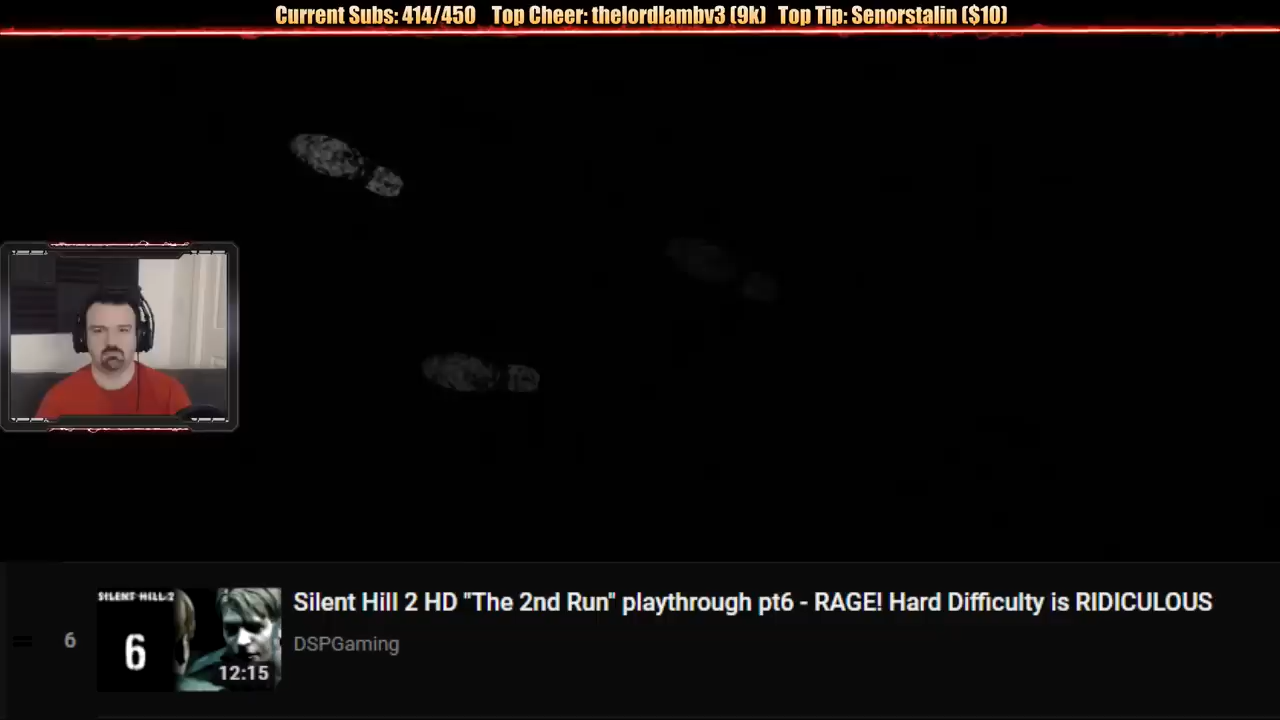 Current Subs: 414/450 Top Cheer: thelordlambv3 (9k) Top Tip: Senorstalin ($10)
6
SILENT HILL 2
6
12:15
Silent Hill 2 HD "The 2nd Run" playthrough pt6 - RAGE! Hard Difficulty is RIDICULOUS
DSPGaming